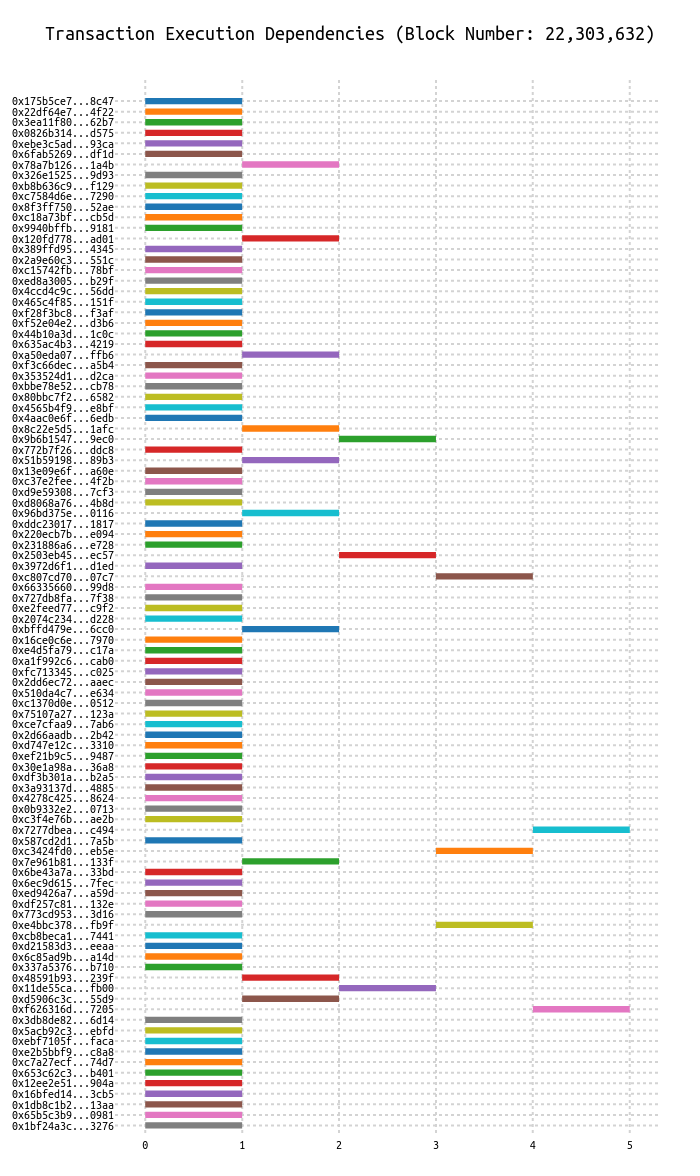 Transaction Execution Dependencies (Block Number: 22,303,632)
0x175b5ce7...8c47
0x22df64e7...4f22
0x3ea11f80...62b7
0x0826b314...d575
0xebe3c5ad...93ca
0x6fab5269...df1d
0x78a7b126...1a4b
0x326e1525...9d93
0xb8b636c9...f129
0xc7584d6e...7290
0x8f3ff750...52ae
0xc18a73bf...cb5d
0x9940bffb...9181
0x120fd778...ad01
0x389ffd95...4345
0x2a9e60c3...551c
0xc15742fb...78bf
0xed8a3005...b29f
0x4ccd4c9c...56dd
0x465c4f85...151f
0xf28f3bc8...f3af
0xf52e04e2...d3b6
0x44b10a3d...1c0c
0x635ac4b3...4219
0xa50eda07...ffb6
0xf3c66dec...a5b4
0x353524d1...d2ca
0xbbe78e52...cb78
0x80bbc7f2...6582
0x4565b4f9...e8bf
0x4aac0e6f...6edb
0x8c22e5d5...1afc
0x9b6b1547...9ec0
0x772b7f26...ddc8
0x51b59198...89b3
0x13e09e6f...a60e
0xc37e2fee...4f2b
0xd9e59308...7cf3
0xd8068a76...4b8d
0x96bd375e...0116
0xddc23017...1817
0x220ecb7b...e094
0x231886a6...e728
0x2503eb45...ec57
0x3972d6f1...d1ed
0xc807cd70...07c7
0x66335660...99d8
0x727db8fa...7f38
0xe2feed77...c9f2
0x2074c234...d228
0xbffd479e...6cc0
0x16ce0c6e...7970
0xe4d5fa79...c17a
0xa1f992c6...cab0
0xfc713345...c025
0x2dd6ec72...aaec
0x510da4c7...e634
0xc1370d0e...0512
0x75107a27...123a
0xce7cfaa9...7ab6
0x2d66aadb...2b42
0xd747e12c...3310
0xef21b9c5...9487
0x30e1a98a...36a8
0xdf3b301a...b2a5
0x3a93137d...4885
0x4278c425...8624
0x0b9332e2...0713
0xc3f4e76b...ae2b
0x7277dbea...c494
0x587cd2d1...7a5b
0xc3424fd0...eb5e
0x7e961b81...133f
0x6be43a7a...33bd
0x6ec9d615...7fec
0xed9426a7...a59d
0xdf257c81...132e
0x773cd953...3d16
0xe4bbc378...fb9f
0xcb8beca1...7441
0xd21583d3...eeaa
0x6c85ad9b...a14d
0x337a5376...b710
0x48591b93...239f
0x11de55ca...fb00
0xd5906c3c...55d9
0xf626316d...7205
0x3db8de82...6d14
0x5acb92c3...ebfd
0xebf7105f...faca
0xe2b5bbf9...c8a8
0xc7a27ecf...74d7
0x653c62c3...b401
0x12ee2e51...904a
0x16bfed14...3cb5
0x1db8c1b2...13aa
0x65b5c3b9...0981
0x1bf24a3c...3276
0 1 2 3 4 5